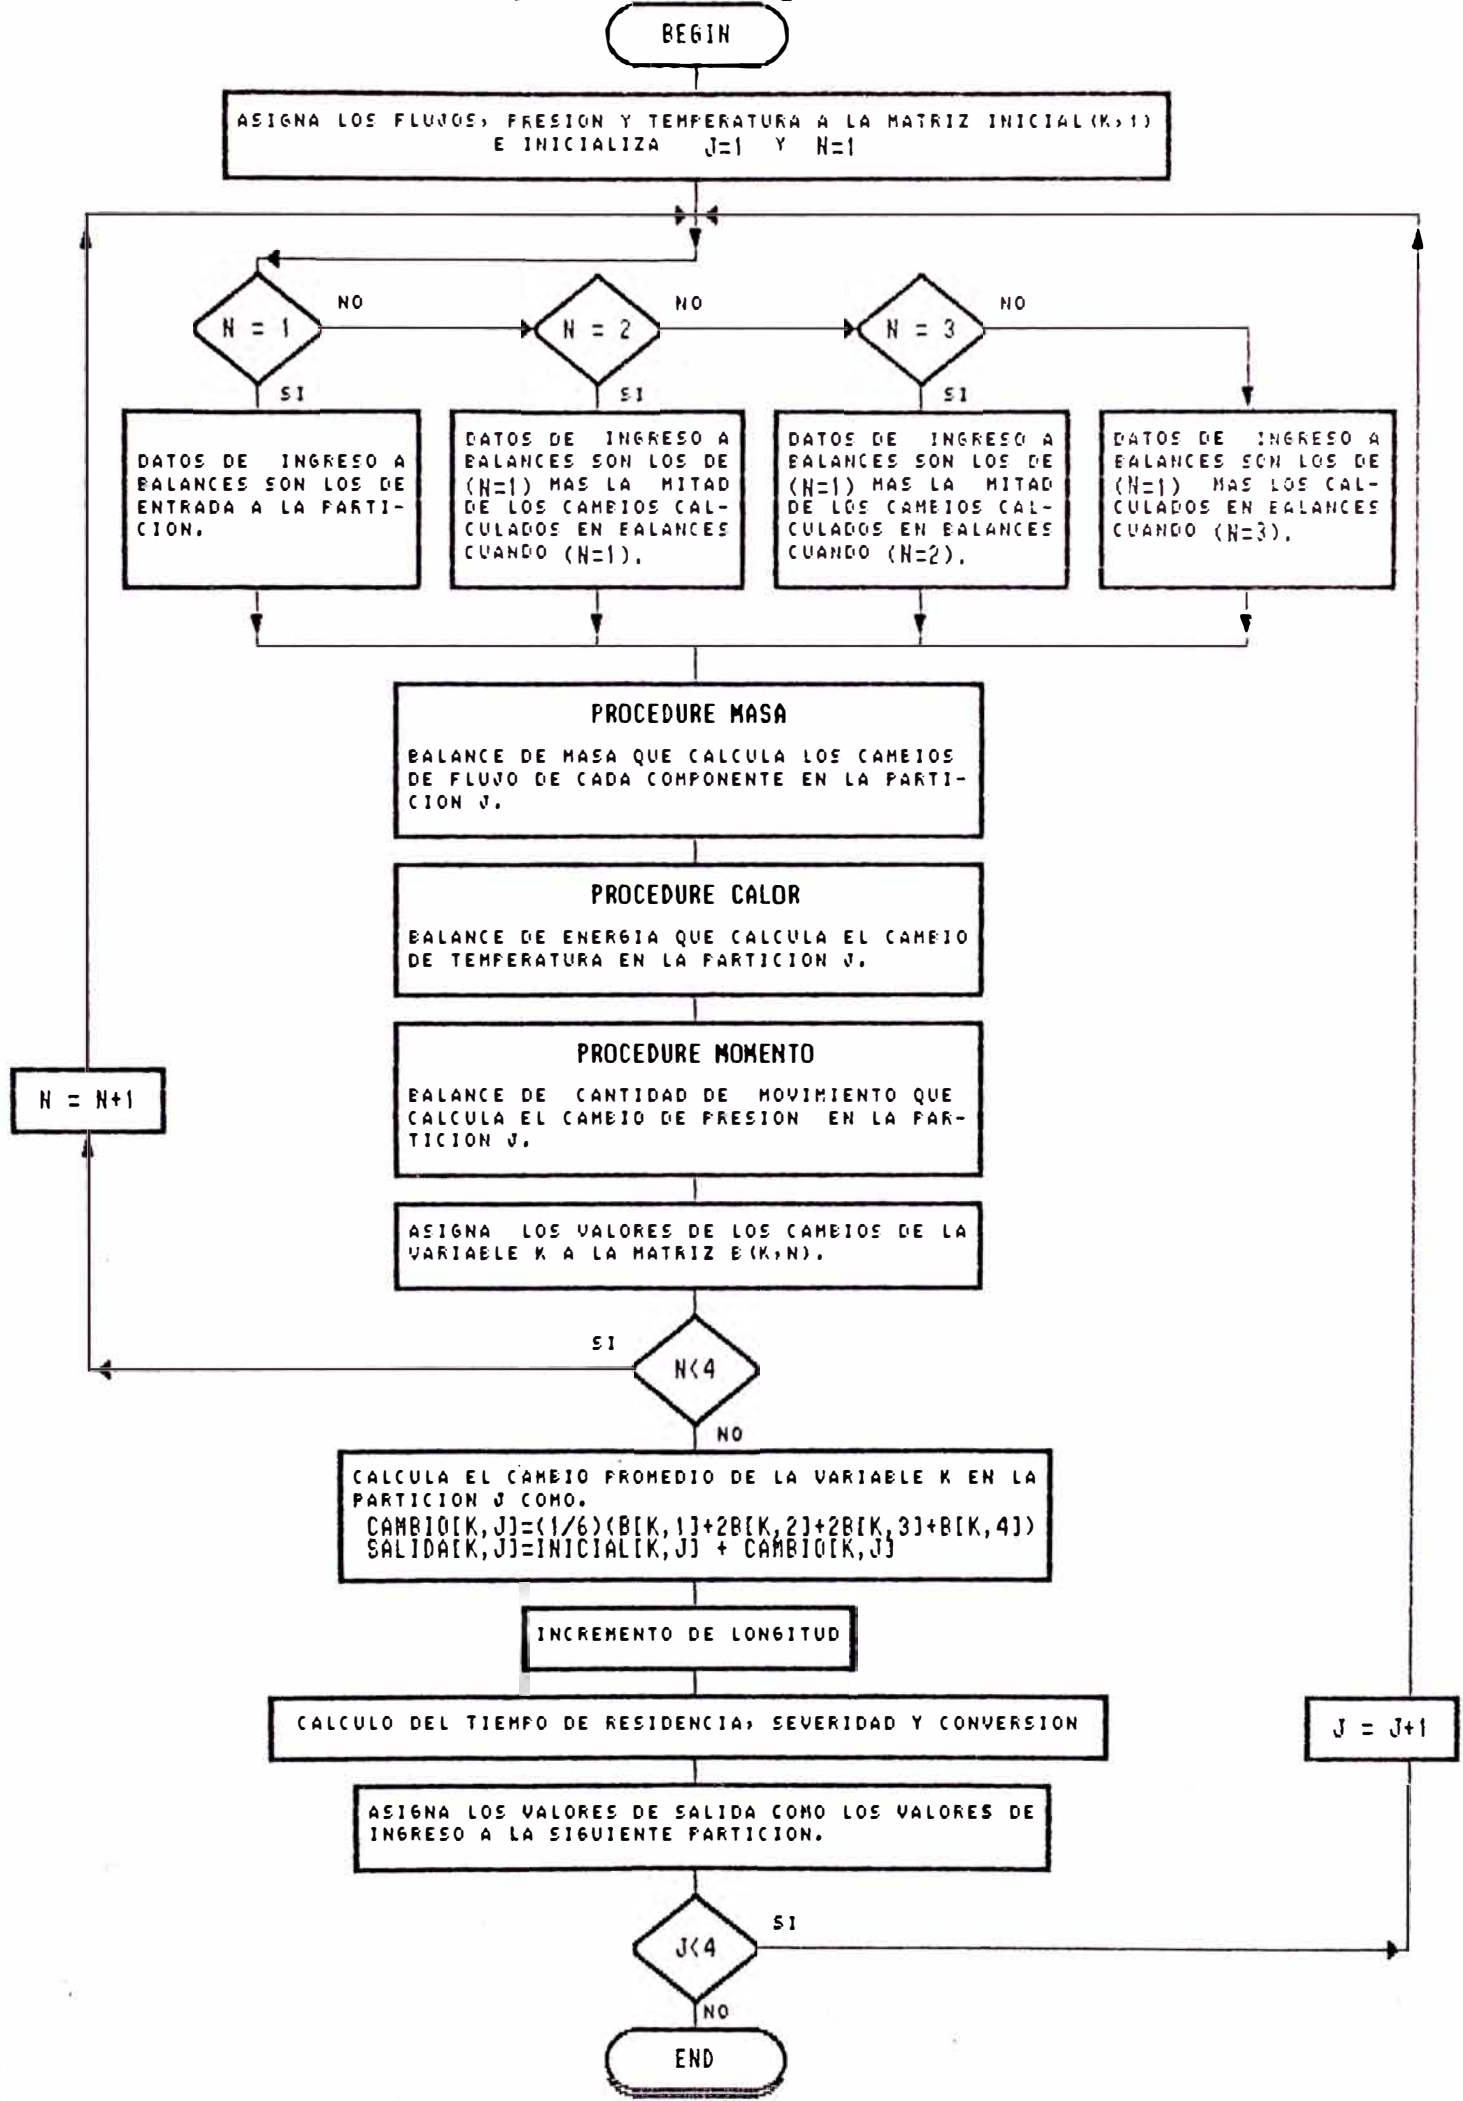 BEGIN
ASIGNA LOS FLUJOS, PRESION Y TEMPERATURA A LA MATRIZ INICIAL(K,1)
E INICIALIZA J=1 Y N=1
N = 1
NO
SI
N = 2
NO
SI
N = 3
NO
SI
DATOS DE INGRESO A
BALANCES SON LOS DE
ENTRADA A LA PARTI-
CION.
DATOS DE INGRESO A
BALANCES SON LOS DE
(N=1) MAS LA MITAD
DE LOS CAMBIOS CAL-
CULADOS EN BALANCES
CUANDO (N=1).
DATOS DE INGRESO A
BALANCES SON LOS DE
(N=1) MAS LA MITAD
DE LOS CAMBIOS CAL-
CULADOS EN BALANCES
CUANDO (N=2).
DATOS DE INGRESO A
BALANCES SON LOS DE
(N=1) MAS LOS CAL-
CULADOS EN BALANCES
CUANDO (N=3).
PROCEDURE MASA
BALANCE DE MASA QUE CALCULA LOS CAMBIOS
DE FLUJO DE CADA COMPONENTE EN LA PARTI-
CION J.
PROCEDURE CALOR
BALANCE DE ENERGIA QUE CALCULA EL CAMBIO
DE TEMPERATURA EN LA PARTICION J.
PROCEDURE MOMENTO
BALANCE DE CANTIDAD DE MOVIMIENTO QUE
CALCULA EL CAMBIO DE PRESION EN LA PAR-
TICION J.
N = N+1
ASIGNA LOS VALORES DE LOS CAMBIOS DE LA
VARIABLE K A LA MATRIZ B(K,N).
SI
N<4
NO
CALCULA EL CAMBIO PROMEDIO DE LA VARIABLE K EN LA
PARTICION J COMO.
CAMBIO[K,J]=(1/6)(B[K,1]+2B[K,2]+2B[K,3]+B[K,4])
SALIDA[K,J]=INICIAL[K,J] + CAMBIO[K,J]
INCREMENTO DE LONGITUD
CALCULO DEL TIEMPO DE RESIDENCIA, SEVERIDAD Y CONVERSION
J = J+1
ASIGNA LOS VALORES DE SALIDA COMO LOS VALORES DE
INGRESO A LA SIGUIENTE PARTICION.
SI
J<4
NO
END